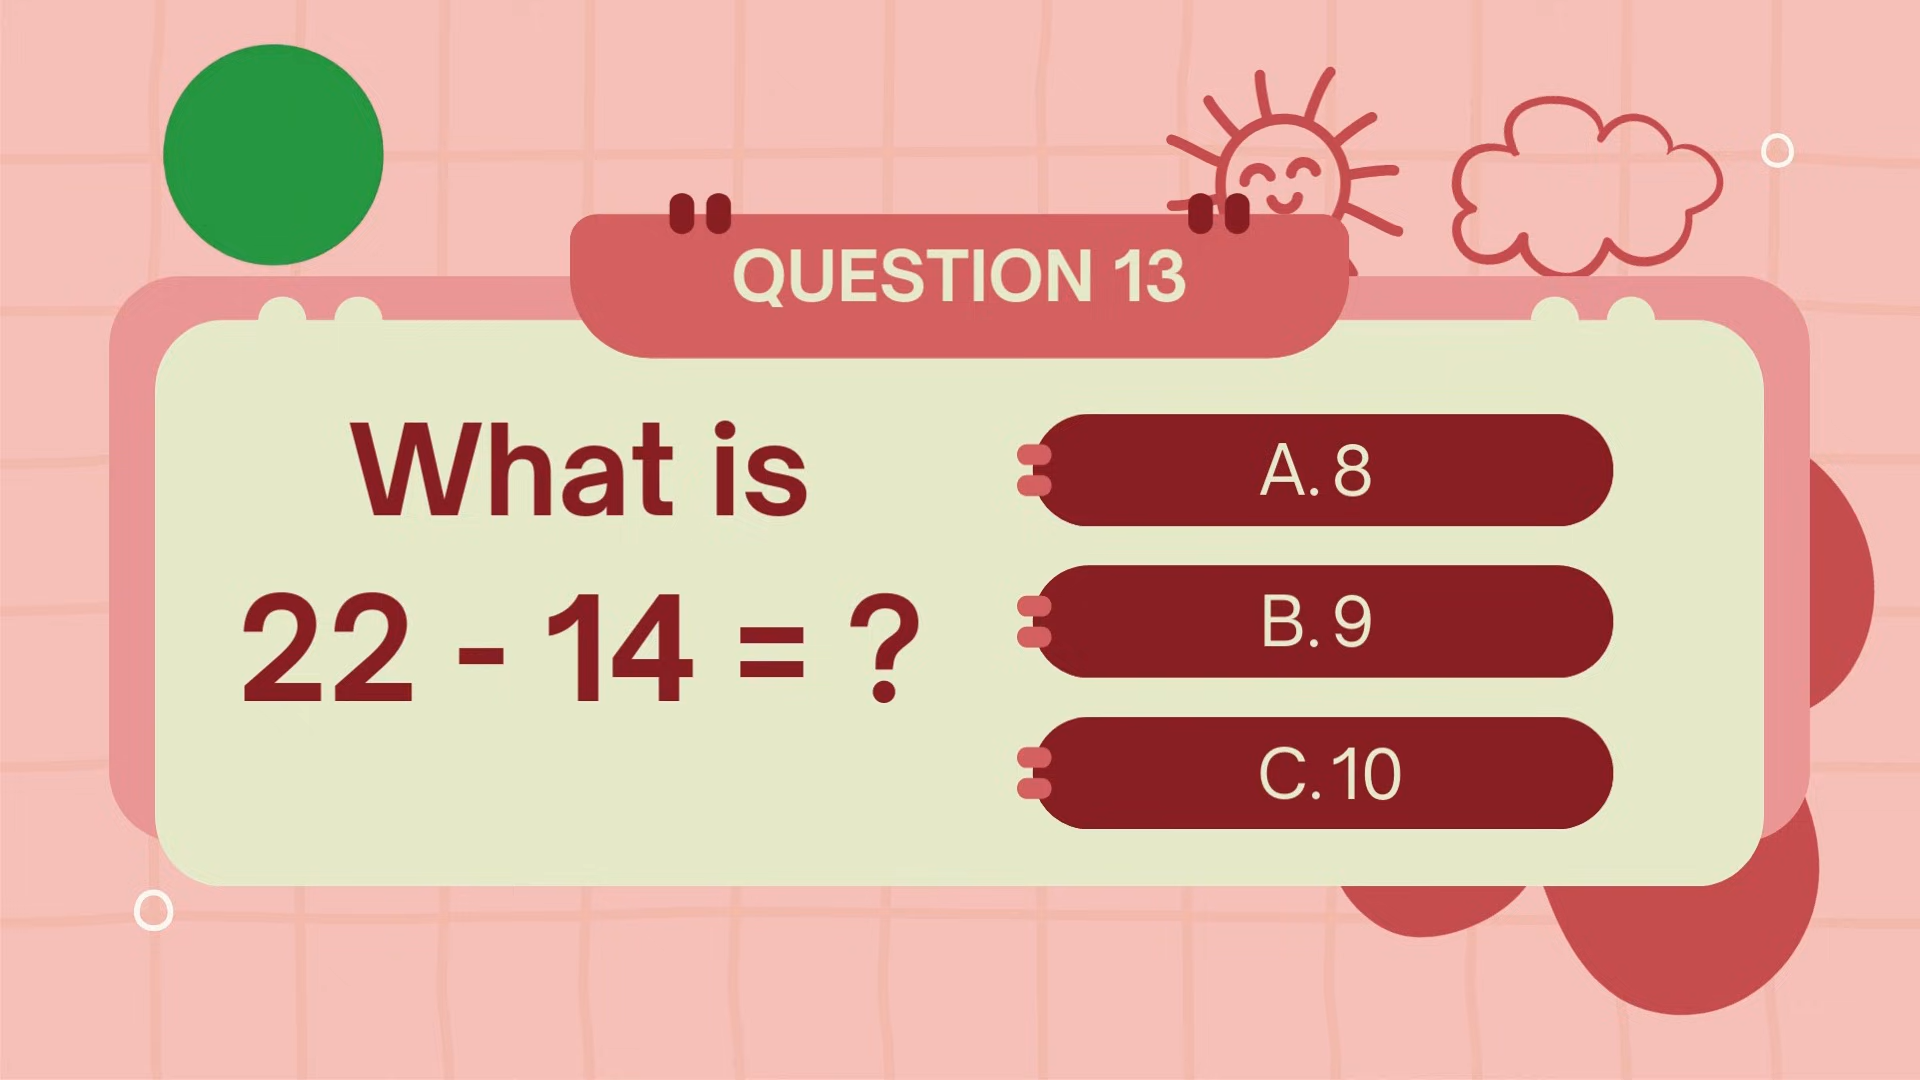 QUESTION 13
What is
22 - 14 = ?
A. 8
B. 9
C. 10